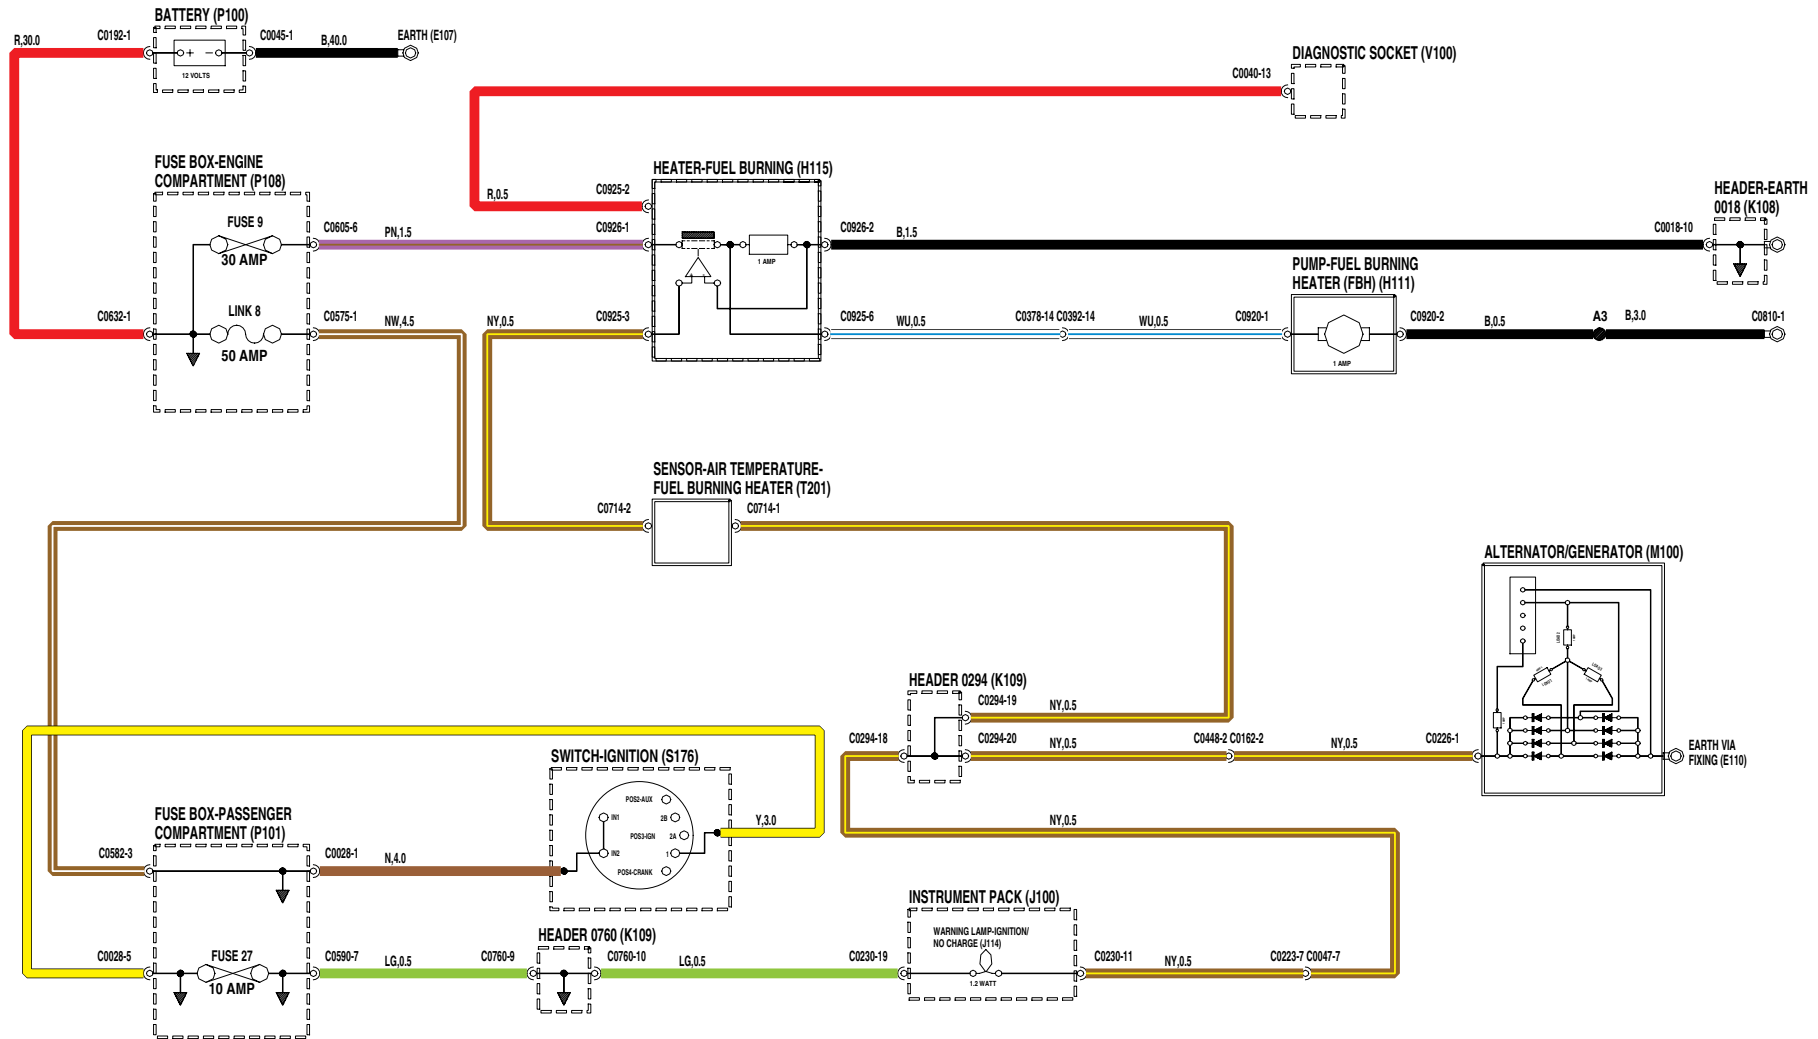 BATTERY (P100)
R,30.0
C0192-1
C0045-1
B,40.0
EARTH (E107)
+ −
12 VOLTS
DIAGNOSTIC SOCKET (V100)
C0040-13
FUSE BOX-ENGINE
COMPARTMENT (P108)
FUSE 9
30 AMP
LINK 8
50 AMP
C0605-6
PN,1.5
C0632-1
C0575-1
NW,4.5
HEATER-FUEL BURNING (H115)
R,0.5
C0925-2
C0926-1
1 AMP
NY,0.5
C0925-3
C0926-2
B,1.5
C0018-10
HEADER-EARTH
0018 (K108)
C0925-6
WU,0.5
C0378-14 C0392-14
WU,0.5
C0920-1
PUMP-FUEL BURNING
HEATER (FBH) (H111)
1 AMP
C0920-2
B,0.5
A3
B,3.0
C0810-1
SENSOR-AIR TEMPERATURE-
FUEL BURNING HEATER (T201)
C0714-2
C0714-1
ALTERNATOR/GENERATOR (M100)
HEADER 0294 (K109)
C0294-19
NY,0.5
C0294-18
C0294-20
NY,0.5
C0448-2 C0162-2
NY,0.5
C0226-1
EARTH VIA
FIXING (E110)
SWITCH-IGNITION (S176)
POS2-AUX
IN1
2B
POS3-IGN
2A
IN2
1
POS4-CRANK
Y,3.0
NY,0.5
FUSE BOX-PASSENGER
COMPARTMENT (P101)
C0582-3
C0028-1
N,4.0
C0028-5
FUSE 27
10 AMP
C0590-7
LG,0.5
HEADER 0760 (K109)
C0760-9
C0760-10
LG,0.5
INSTRUMENT PACK (J100)
WARNING LAMP-IGNITION/
NO CHARGE (J114)
1.2 WATT
C0230-19
C0230-11
NY,0.5
C0223-7 C0047-7